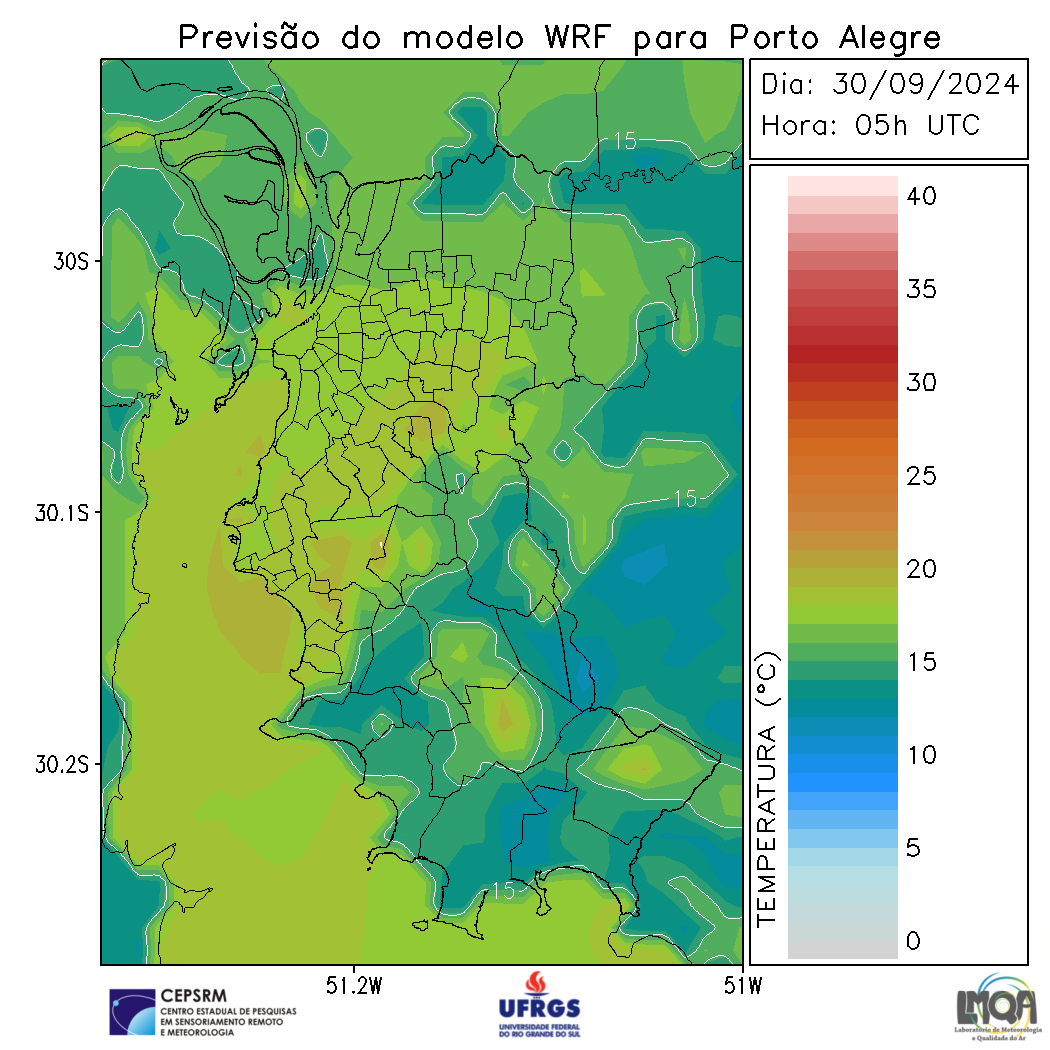 Previsão do modelo WRF para Porto Alegre
Dia: 30/09/2024
Hora: 05h UTC
15
15
15
30S
30.1S
30.2S
51.2W
51W
TEMPERATURA (°C)
40
35
30
25
20
15
10
5
0
CEPSRM
CENTRO ESTADUAL DE PESQUISAS
EM SENSORIAMENTO REMOTO
E METEOROLOGIA
UFRGS
UNIVERSIDADE FEDERAL
DO RIO GRANDE DO SUL
LMQA
Laboratório de Meteorologia
e Qualidade do Ar